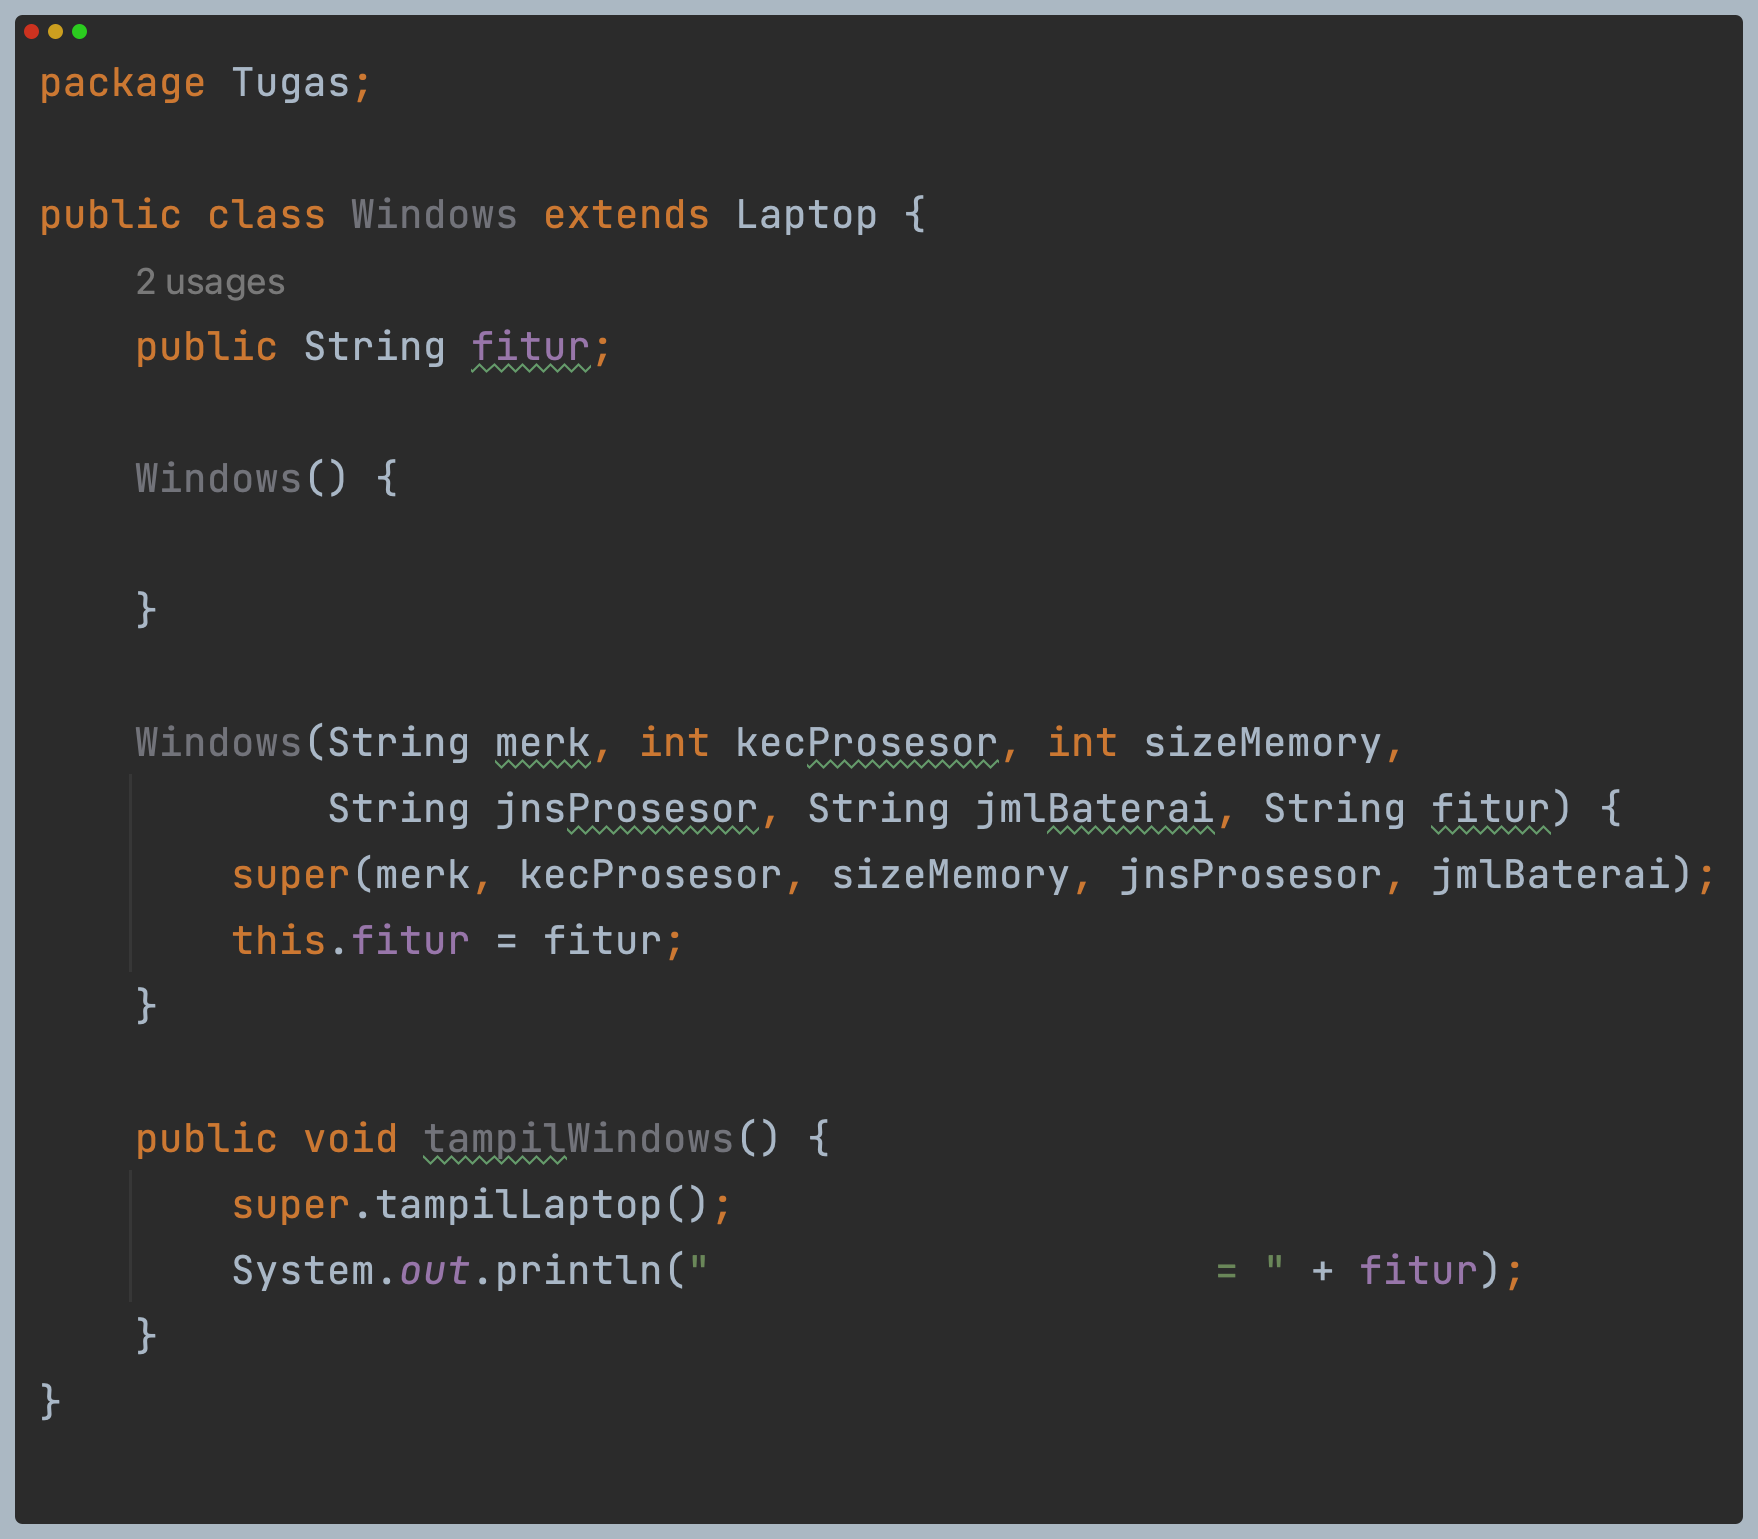 package Tugas;
public class Windows extends Laptop {
2 usages
public String fitur;
Windows() {
}
Windows(String merk, int kecProsesor, int sizeMemory,
String jnsProsesor, String jmlBaterai, String fitur) {
super(merk, kecProsesor, sizeMemory, jnsProsesor, jmlBaterai);
this.fitur = fitur;
}
public void tampilWindows() {
super.tampilLaptop();
System.out.println("                     = " + fitur);
}
}